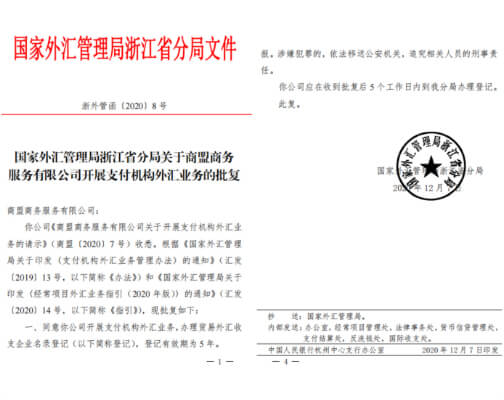 国家外汇管理局浙江省分局文件
浙外管函〔2020〕8 号
国家外汇管理局浙江省分局关于商盟商务
服务有限公司开展支付机构外汇业务的批复
商盟商务服务有限公司：
你公司《商盟商务服务有限公司关于开展支付机构外汇业
务的请示》（商盟〔2020〕7 号）收悉。根据《国家外汇管理
局关于印发〈支付机构外汇业务管理办法〉的通知》（汇发
〔2019〕13 号，以下简称《办法》）和《国家外汇管理局关于
印发〈经常项目外汇业务指引（2020 年版）〉的通知》（汇发
〔2020〕14 号，以下简称《指引》），现批复如下：
一、同意你公司开展支付机构外汇业务，办理贸易外汇收
支企业名录登记（以下简称登记），登记有效期为 5 年。
— 1 —
报。涉嫌犯罪的，依法移送公安机关，追究相关人员的刑事责
任。
你公司应在收到批复后 5 个工作日内到我分局办理登记。
此复。
国家外汇管理局浙江省分局
国家外汇管理局浙江省分局
2020 年 12 月 7 日
抄　送：国家外汇管理局。
内部发送：办公室，经常项目管理处，法律事务处，货币信贷管理处，
支付结算处，反洗钱处，国际收支处。
中国人民银行杭州中心支行办公室　2020 年 12 月 7 日印发
— 4 —